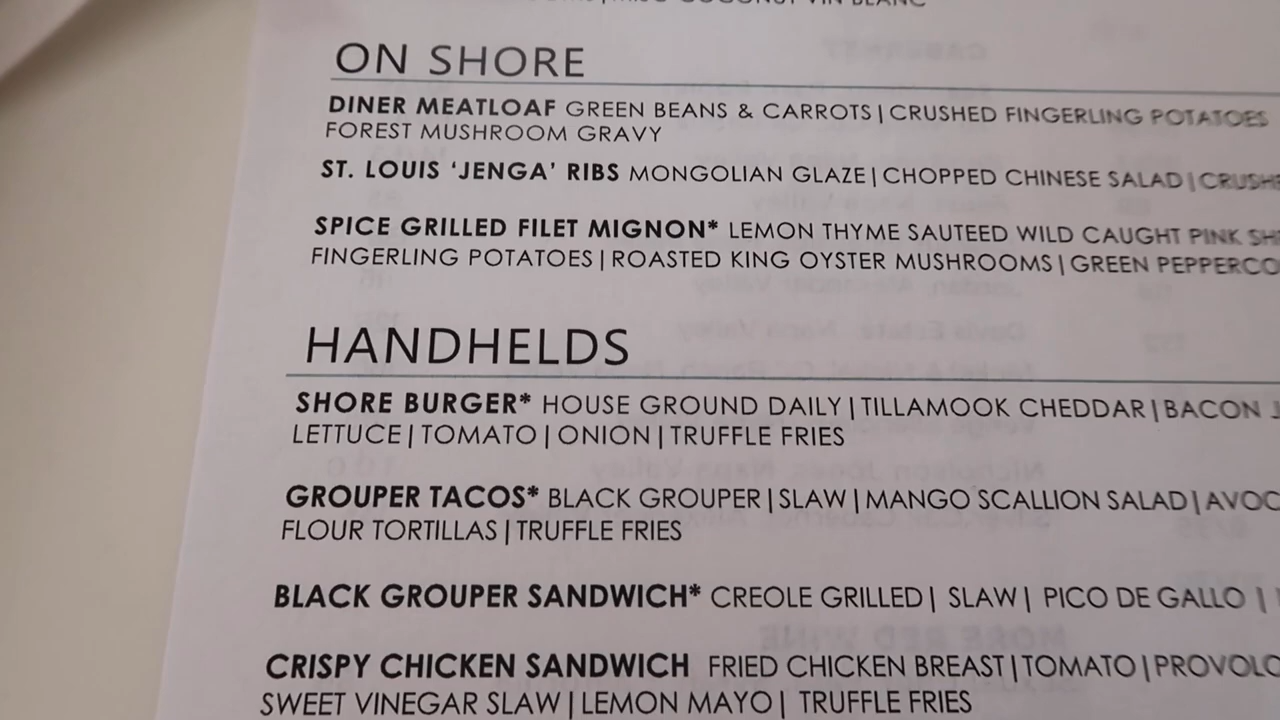 COCONUT VIN BLANC
ON SHORE
DINER MEATLOAF GREEN BEANS & CARROTS | CRUSHED FINGERLING POTATOES
FOREST MUSHROOM GRAVY
ST. LOUIS ‘JENGA’ RIBS MONGOLIAN GLAZE | CHOPPED CHINESE SALAD |
SPICE GRILLED FILET MIGNON* LEMON THYME SAUTEED WILD CAUGHT PINK
FINGERLING POTATOES | ROASTED KING OYSTER MUSHROOMS | GREEN
HANDHELDS
SHORE BURGER* HOUSE GROUND DAILY | TILLAMOOK CHEDDAR | BACON
LETTUCE | TOMATO | ONION | TRUFFLE FRIES
GROUPER TACOS* BLACK GROUPER | SLAW | MANGO SCALLION SALAD |
FLOUR TORTILLAS | TRUFFLE FRIES
BLACK GROUPER SANDWICH* CREOLE GRILLED | SLAW | PICO DE GALLO |
CRISPY CHICKEN SANDWICH FRIED CHICKEN BREAST | TOMATO |
SWEET VINEGAR SLAW | LEMON MAYO | TRUFFLE FRIES